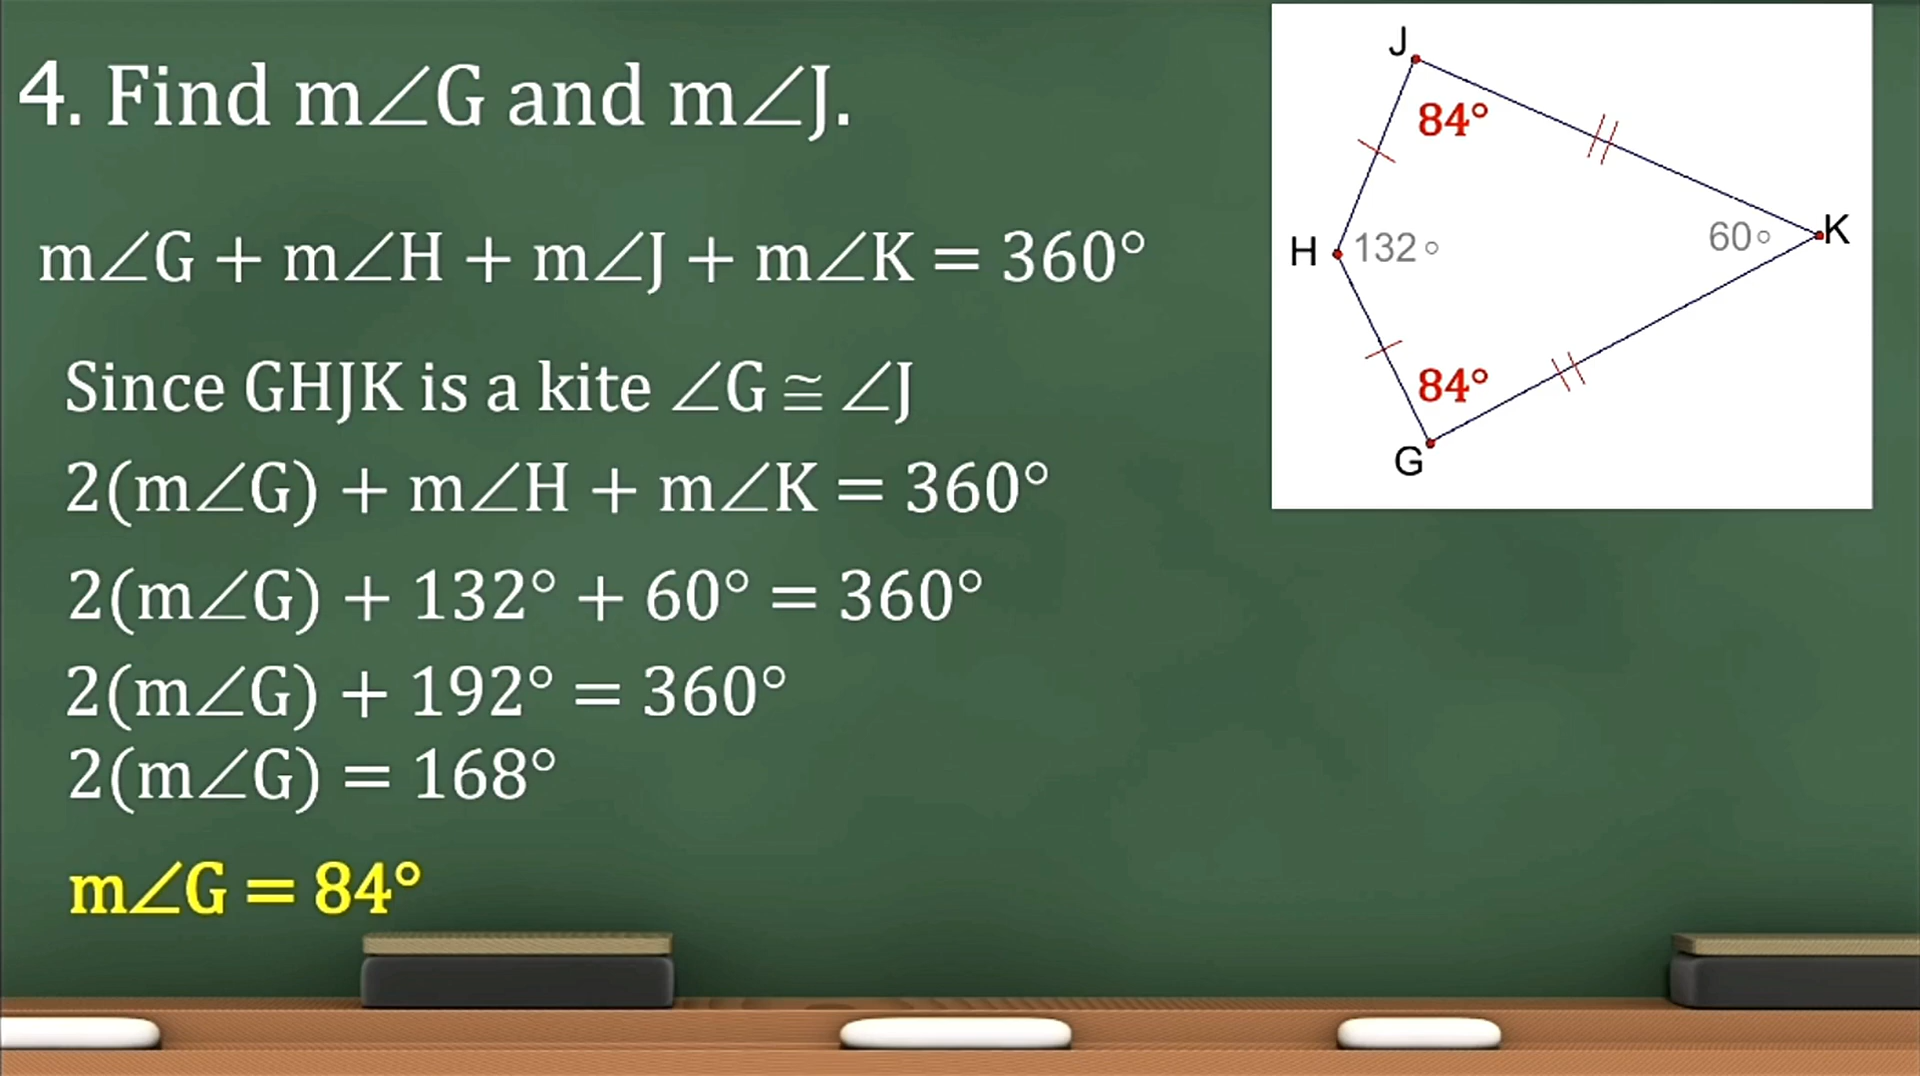 4. Find m∠G and m∠J.
m∠G + m∠H + m∠J + m∠K = 360°
Since GHJK is a kite ∠G ≅ ∠J
2(m∠G) + m∠H + m∠K = 360°
2(m∠G) + 132° + 60° = 360°
2(m∠G) + 192° = 360°
2(m∠G) = 168°
m∠G = 84°
J
84°
H
132°
60°
K
84°
G